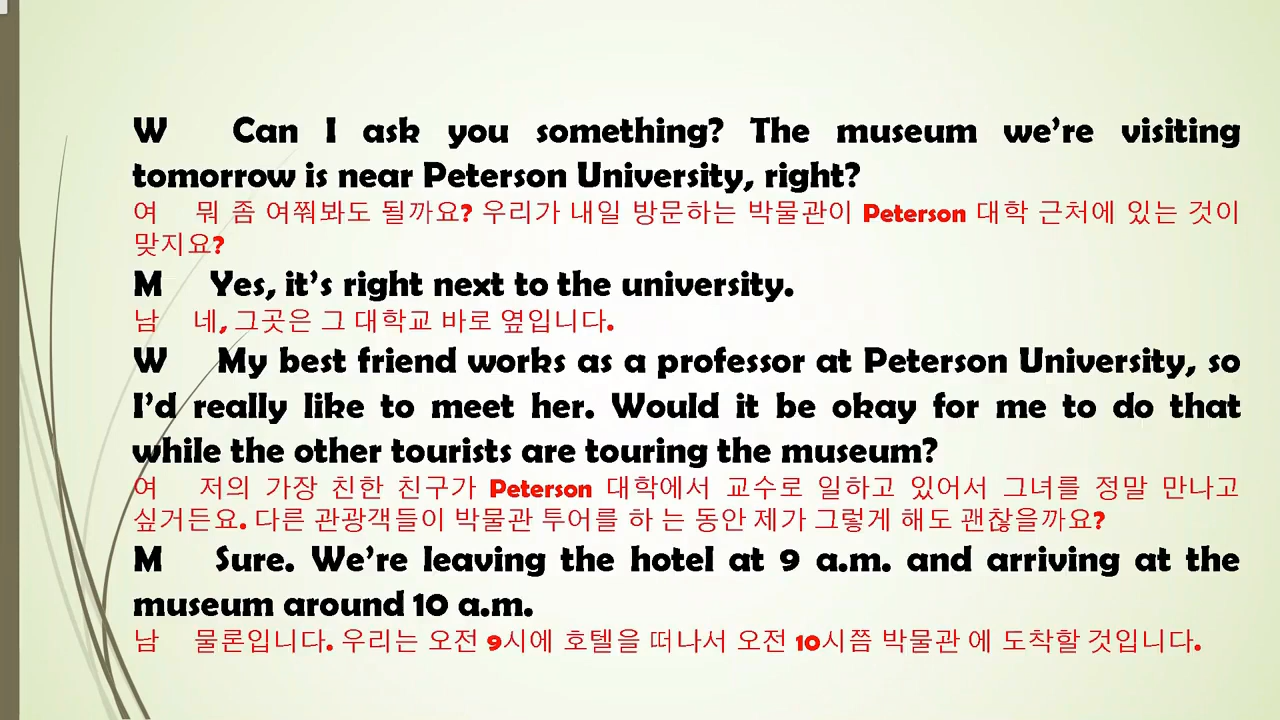 W Can I ask you something? The museum we’re visiting
tomorrow is near Peterson University, right?
여 뭐 좀 여쭤봐도 될까요? 우리가 내일 방문하는 박물관이 Peterson 대학 근처에 있는 것이
맞지요?
M Yes, it’s right next to the university.
남 네, 그곳은 그 대학교 바로 옆입니다.
W My best friend works as a professor at Peterson University, so
I’d really like to meet her. Would it be okay for me to do that
while the other tourists are touring the museum?
여 저의 가장 친한 친구가 Peterson 대학에서 교수로 일하고 있어서 그녀를 정말 만나고
싶거든요. 다른 관광객들이 박물관 투어를 하 는 동안 제가 그렇게 해도 괜찮을까요?
M Sure. We’re leaving the hotel at 9 a.m. and arriving at the
museum around 10 a.m.
남 물론입니다. 우리는 오전 9시에 호텔을 떠나서 오전 10시쯤 박물관 에 도착할 것입니다.